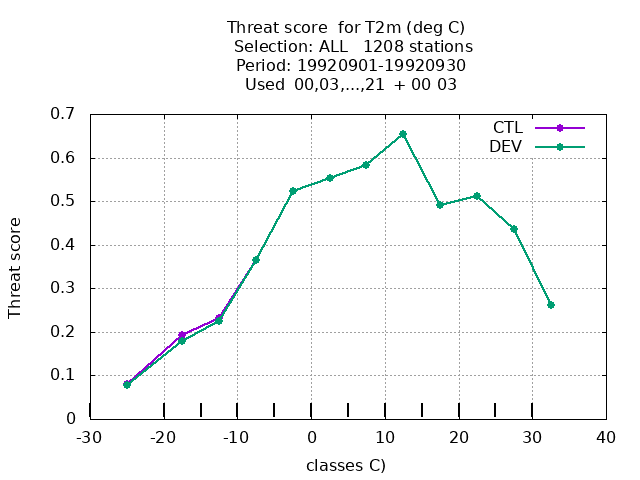 Threat score  for T2m (deg C)
Selection: ALL   1208 stations
Period: 19920901-19920930
Used  00,03,...,21  + 00 03
0.7
0.6
0.5
0.4
0.3
0.2
0.1
0
Threat score
CTL
DEV
-30 -20 -10 0 10 20 30 40
classes C)